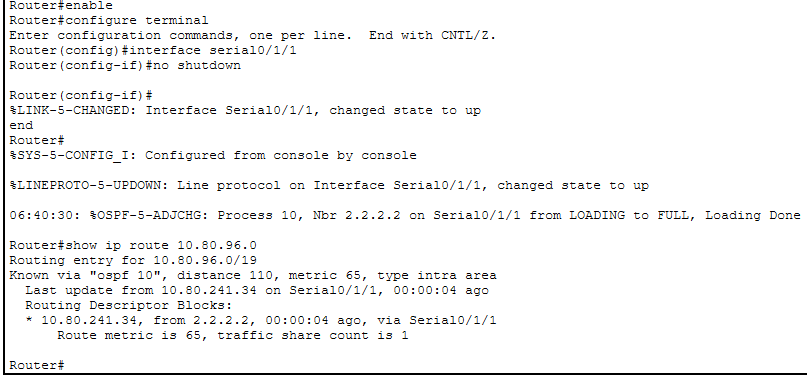 Router#enable
Router#configure terminal
Enter configuration commands, one per line.  End with CNTL/Z.
Router(config)#interface serial0/1/1
Router(config-if)#no shutdown
Router(config-if)#
%LINK-5-CHANGED: Interface Serial0/1/1, changed state to up
end
Router#
%SYS-5-CONFIG_I: Configured from console by console
%LINEPROTO-5-UPDOWN: Line protocol on Interface Serial0/1/1, changed state to up
06:40:30: %OSPF-5-ADJCHG: Process 10, Nbr 2.2.2.2 on Serial0/1/1 from LOADING to FULL, Loading Done
Router#show ip route 10.80.96.0
Routing entry for 10.80.96.0/19
Known via "ospf 10", distance 110, metric 65, type intra area
  Last update from 10.80.241.34 on Serial0/1/1, 00:00:04 ago
  Routing Descriptor Blocks:
  * 10.80.241.34, from 2.2.2.2, 00:00:04 ago, via Serial0/1/1
      Route metric is 65, traffic share count is 1
Router#